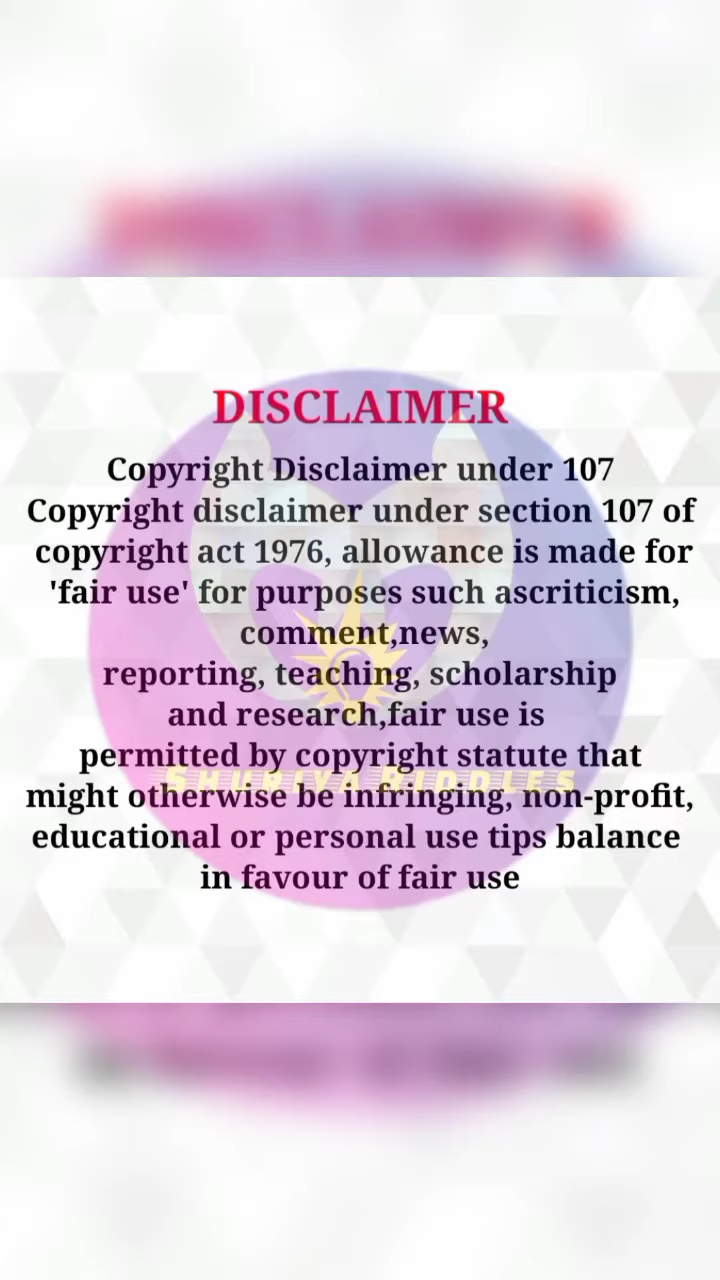 DISCLAIMER
Copyright Disclaimer under 107
Copyright disclaimer under section 107 of
copyright act 1976, allowance is made for
'fair use' for purposes such ascriticism,
comment,news,
reporting, teaching, scholarship
and research,fair use is
permitted by copyright statute that
SHURIYA RIDDLES
might otherwise be infringing, non-profit,
educational or personal use tips balance
in favour of fair use